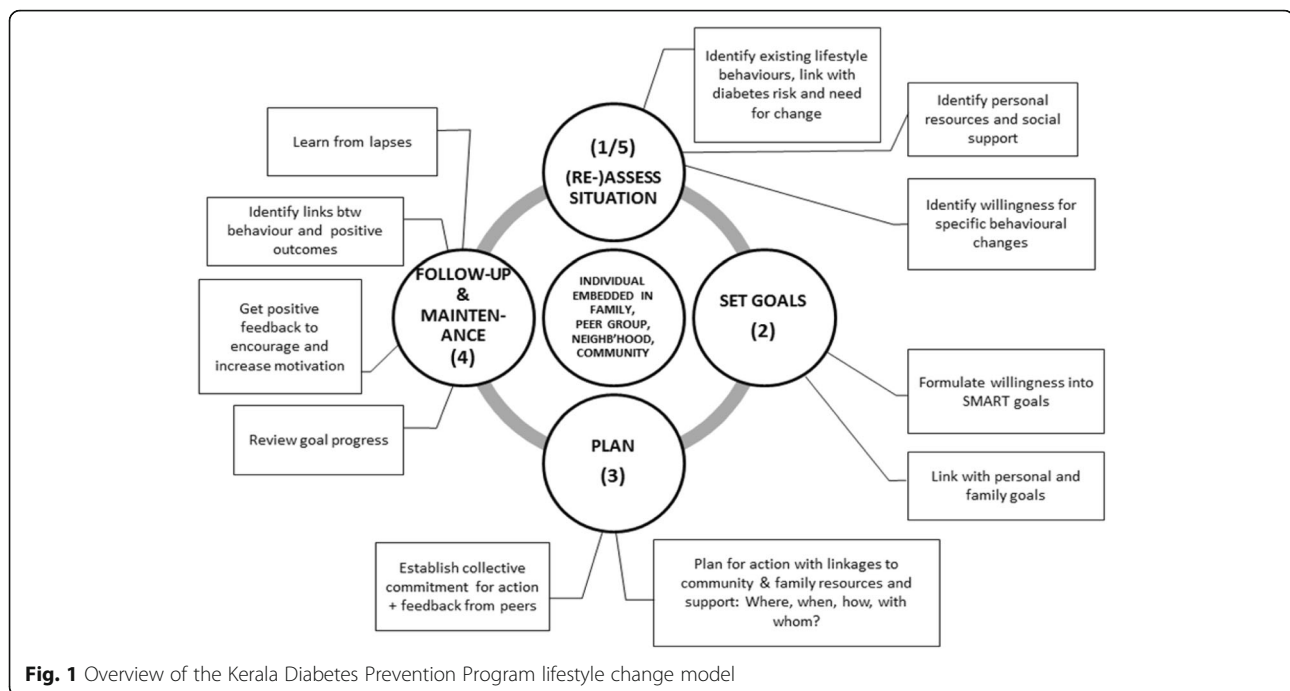 Identify existing lifestyle
behaviours, link with
diabetes risk and need
for change
Identify personal
resources and social
support
Identify willingness for
specific behavioural
changes
(1/5)
(RE-)ASSESS
SITUATION
Learn from lapses
Identify links btw
behaviour and positive
outcomes
Get positive
feedback to
encourage and
increase motivation
Review goal progress
FOLLOW-UP
&
MAINTEN-
ANCE
(4)
INDIVIDUAL
EMBEDDED IN
FAMILY,
PEER GROUP,
NEIGHB'HOOD,
COMMUNITY
SET GOALS
(2)
Formulate willingness into
SMART goals
Link with personal and
family goals
PLAN
(3)
Establish collective
commitment for action
+ feedback from peers
Plan for action with linkages to
community & family resources and
support: Where, when, how, with
whom?
Fig. 1 Overview of the Kerala Diabetes Prevention Program lifestyle change model